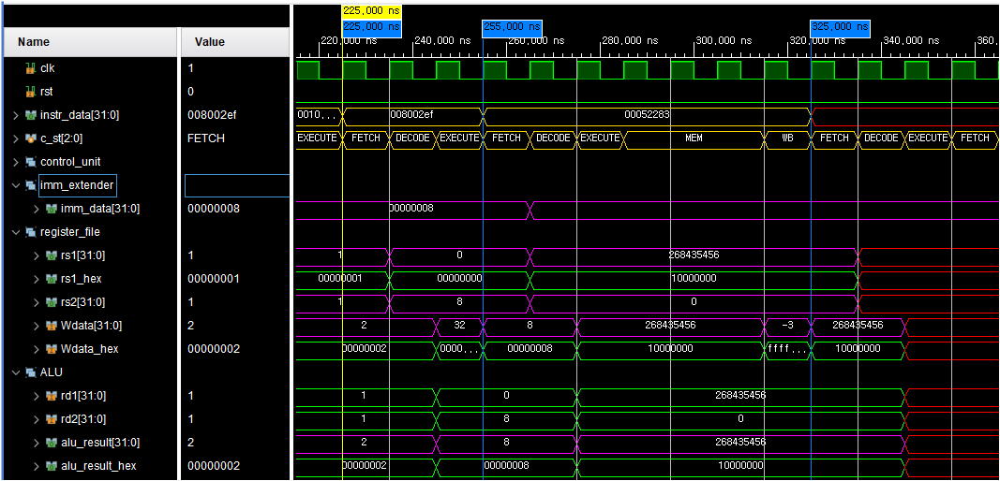 225,000 ns
225,000 ns 255,000 ns 325,000 ns
Name Value 220,000 ns 240,000 ns 260,000 ns 280,000 ns 300,000 ns 320,000 ns 340,000 ns 360,
clk 1
rst 0
instr_data[31:0] 008002ef 0010... 008002ef 00052283
c_st[2:0] FETCH EXECUTE FETCH DECODE EXECUTE FETCH DECODE EXECUTE MEM WB FETCH DECODE EXECUTE FETCH
control_unit
imm_extender
imm_data[31:0] 00000008 00000008
register_file
rs1[31:0] 1 1 0 268435456
rs1_hex 00000001 00000001 00000000 10000000
rs2[31:0] 1 1 8 0
Wdata[31:0] 2 2 32 8 268435456 -3 268435456
Wdata_hex 00000002 00000002 0000... 00000008 10000000 ffff... 10000000
ALU
rd1[31:0] 1 1 0 268435456
rd2[31:0] 1 1 8 0
alu_result[31:0] 2 2 8 268435456
alu_result_hex 00000002 00000002 00000008 10000000